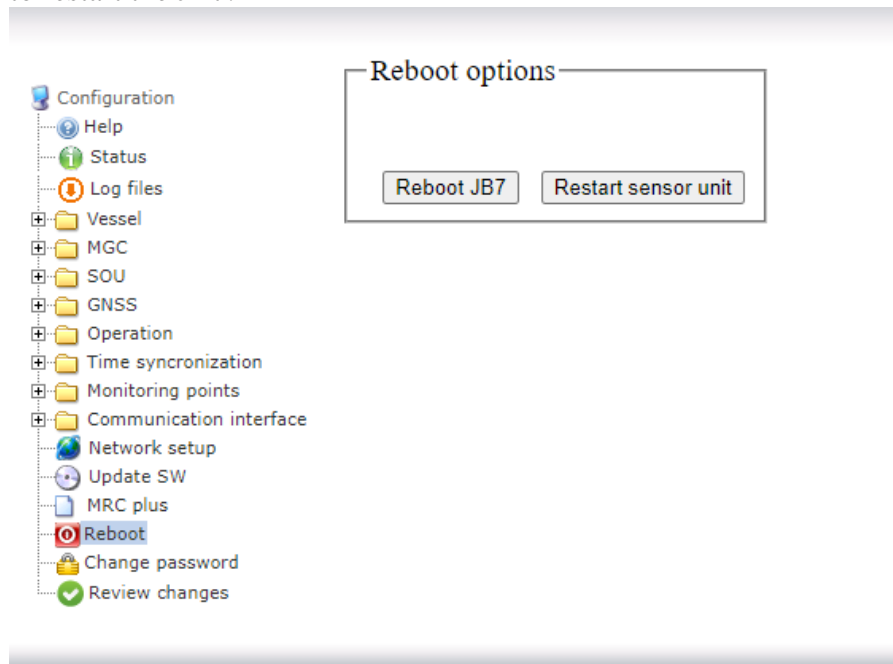 Reboot options
Reboot JB7
Restart sensor unit
Configuration
Help
Status
Log files
Vessel
MGC
SOU
GNSS
Operation
Time syncronization
Monitoring points
Communication interface
Network setup
Update SW
MRC plus
Reboot
Change password
Review changes